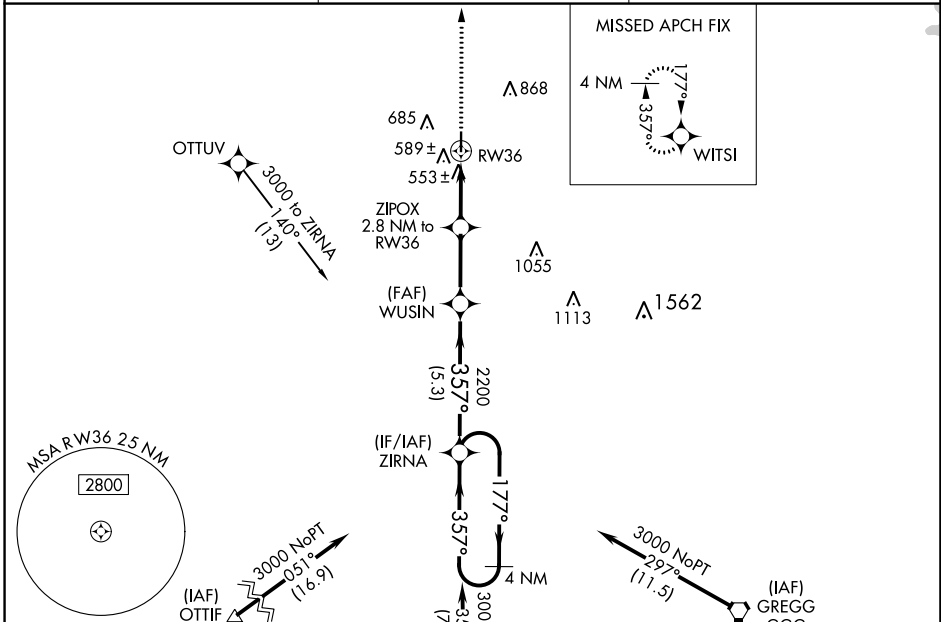 MISSED APCH FIX
4 NM
177°
357°
WITSI
868
685
589 ±
553 ±
RW36
OTTUV
3000 to ZIRNA
140°
(13)
ZIPOX
2.8 NM to
RW36
1055
(FAF)
WUSIN
1113
1562
2200
357°
(5.3)
(IF/IAF)
ZIRNA
177°
357°
4 NM
MSA RW36 25 NM
2800
3000 NoPT
051°
(16.9)
(IAF)
OTTIF
3000 NoPT
297°
(11.5)
(IAF)
GREGG